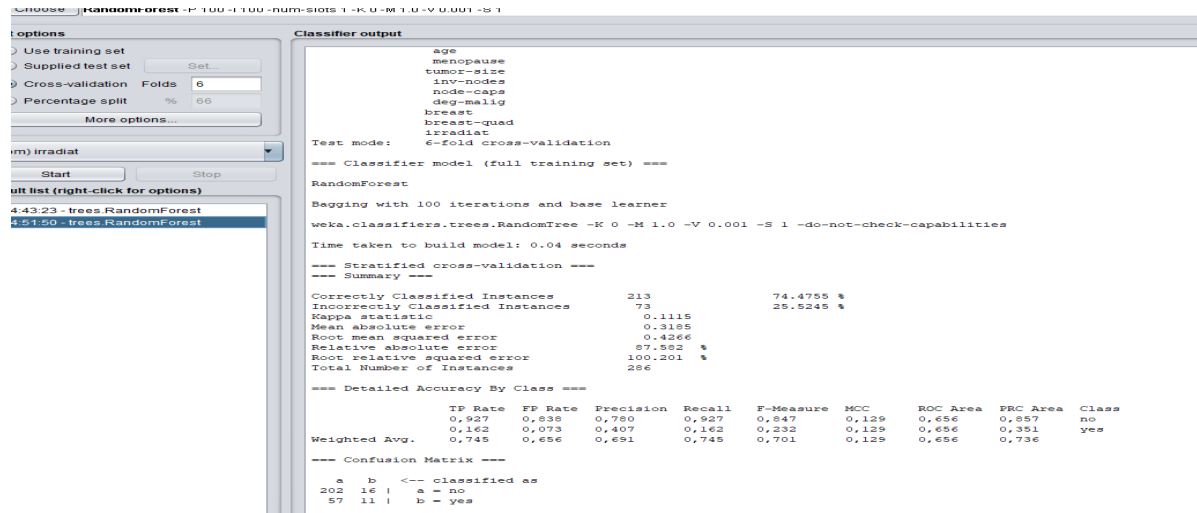 Choose RandomForest -P 100 -I 100 -num-slots 1 -K 0 -M 1.0 -V 0.001 -S 1
options
Use training set
Supplied test set Set...
Cross-validation Folds 6
Percentage split % 66
More options...
m) irradiat
Start Stop
ult list (right-click for options)
4:43:23 - trees.RandomForest
4:51:50 - trees.RandomForest
Classifier output
age
menopause
tumor-size
inv-nodes
node-caps
deg-malig
breast
breast-quad
irradiat
Test mode: 6-fold cross-validation
=== Classifier model (full training set) ===
RandomForest
Bagging with 100 iterations and base learner
weka.classifiers.trees.RandomTree -K 0 -M 1.0 -V 0.001 -S 1 -do-not-check-capabilities
Time taken to build model: 0.04 seconds
=== Stratified cross-validation ===
=== Summary ===
Correctly Classified Instances 213 74.4755 %
Incorrectly Classified Instances 73 25.5245 %
Kappa statistic 0.1115
Mean absolute error 0.3185
Root mean squared error 0.4266
Relative absolute error 87.582 %
Root relative squared error 100.201 %
Total Number of Instances 286
=== Detailed Accuracy By Class ===
TP Rate FP Rate Precision Recall F-Measure MCC ROC Area PRC Area Class
0,927 0,838 0,780 0,927 0,847 0,129 0,656 0,857 no
0,162 0,073 0,407 0,162 0,232 0,129 0,656 0,351 yes
Weighted Avg. 0,745 0,656 0,691 0,745 0,701 0,129 0,656 0,736
=== Confusion Matrix ===
a b <-- classified as
202 16 | a = no
57 11 | b = yes